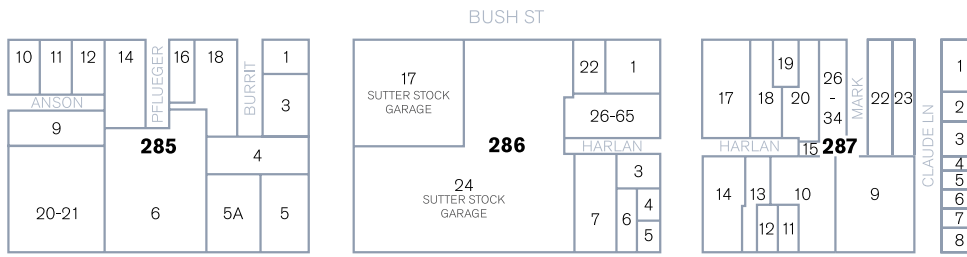 BUSH ST
10 11 12 14 PFLUEGER 16 18 BURRIT 1
ANSON
3
9
285
4
20-21 6 5A 5
17
SUTTER STOCK
GARAGE
22 1
26-65
286
HARLAN
24
SUTTER STOCK
GARAGE
3
7 6 4
5
19
17 18 20 26
-
34
MARK 22 23
HARLAN 15 287
14 13 10 9
12 11
CLAUDE LN
1
2
3
4
5
6
7
8